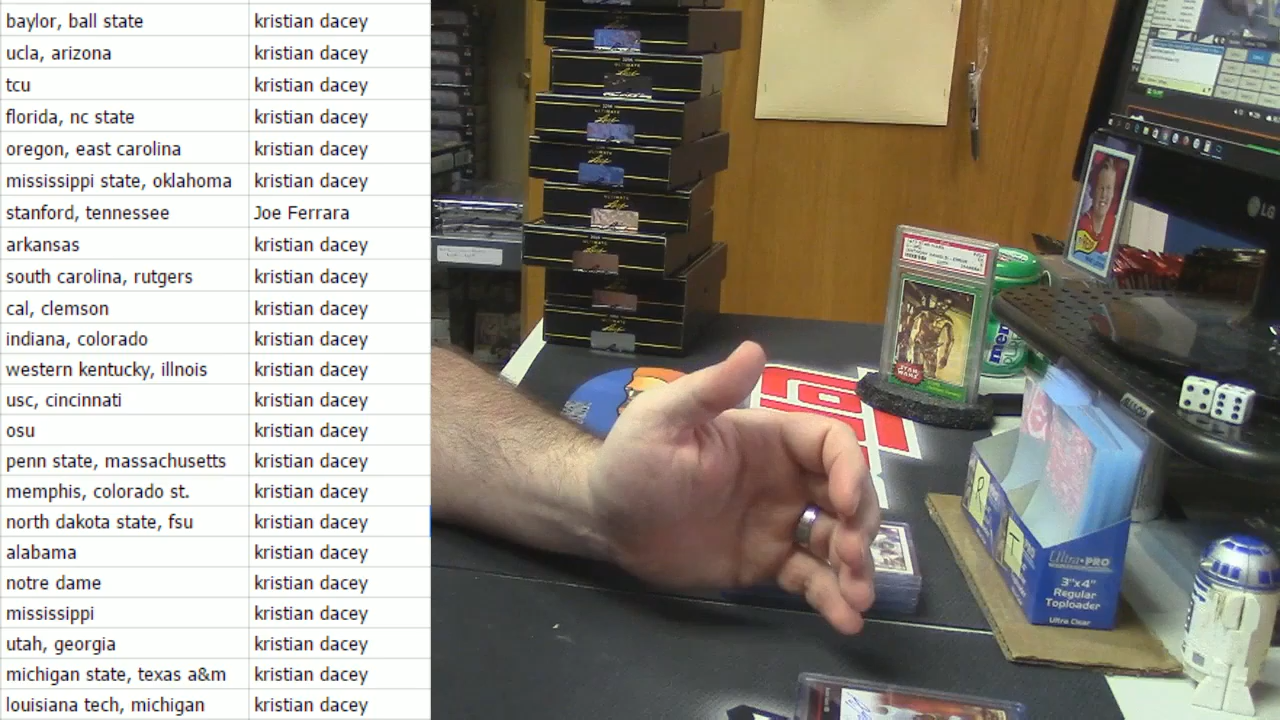 baylor, ball state kristian dacey
ucla, arizona kristian dacey
tcu kristian dacey
florida, nc state kristian dacey
oregon, east carolina kristian dacey
mississippi state, oklahoma kristian dacey
stanford, tennessee Joe Ferrara
arkansas kristian dacey
south carolina, rutgers kristian dacey
cal, clemson kristian dacey
indiana, colorado kristian dacey
western kentucky, illnois kristian dacey
usc, cincinnati kristian dacey
osu kristian dacey
penn state, massachusetts kristian dacey
memphis, colorado st. kristian dacey
north dakota state, fsu kristian dacey
alabama kristian dacey
notre dame kristian dacey
mississippi kristian dacey
utah, georgia kristian dacey
michigan state, texas a&m kristian dacey
louisiana tech, michigan kristian dacey
LG
STAR
WARS
R
T
Ultra·PRO
3"x4"
Regular
Toploader
Ultra Clear